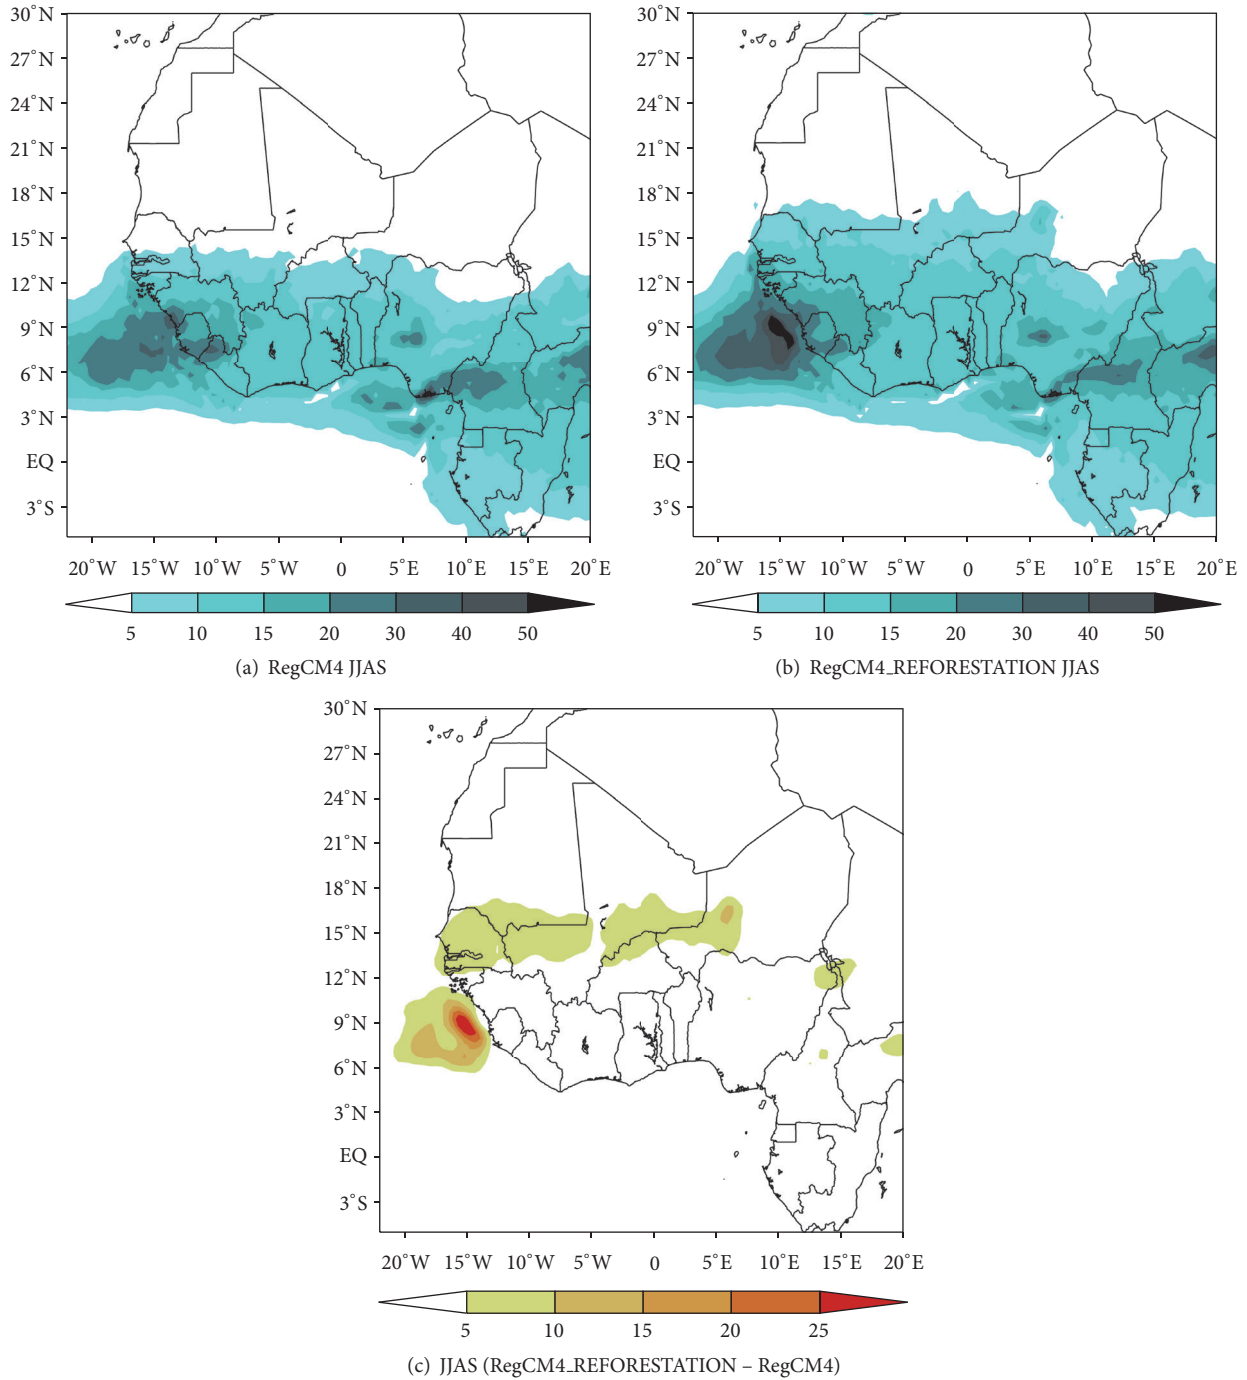 30°N 30°N
27°N 27°N
24°N 24°N
21°N 21°N
18°N 18°N
15°N 15°N
12°N 12°N
9°N 9°N
6°N 6°N
3°N 3°N
EQ EQ
3°S 3°S
20°W 15°W 10°W 5°W 0 5°E 10°E 15°E 20°E 20°W 15°W 10°W 5°W 0 5°E 10°E 15°E 20°E
5 10 15 20 30 40 50 5 10 15 20 30 40 50
(a) RegCM4 JJAS (b) RegCM4_REFORESTATION JJAS
30°N
27°N
24°N
21°N
18°N
15°N
12°N
9°N
6°N
3°N
EQ
3°S
20°W 15°W 10°W 5°W 0 5°E 10°E 15°E 20°E
5 10 15 20 25
(c) JJAS (RegCM4_REFORESTATION – RegCM4)